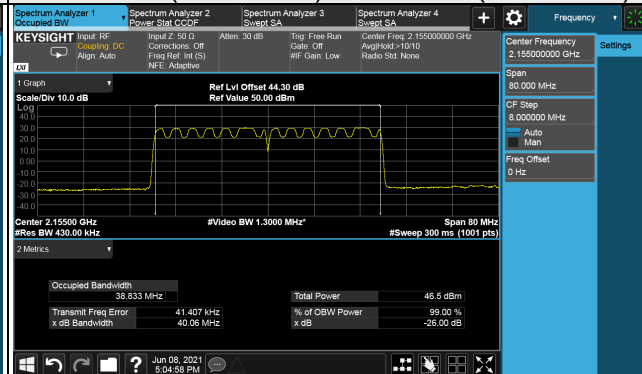 Spectrum Analyzer 1
Occupied BW
Spectrum Analyzer 2
Power Stat CCDF
Spectrum Analyzer 3
Swept SA
Spectrum Analyzer 4
Swept SA
+
Frequency
KEYSIGHT
LXI
Input: RF
Coupling: DC
Align: Auto
Input Z: 50 Ω
Corrections: Off
Freq Ref: Int (S)
NFE: Adaptive
Atten: 30 dB
Trig: Free Run
Gate: Off
#IF Gain: Low
Center Freq: 2.155000000 GHz
Avg|Hold:>10/10
Radio Std: None
Center Frequency
2.155000000 GHz
Settings
Span
80.000 MHz
CF Step
8.000000 MHz
Auto
Man
Freq Offset
0 Hz
1 Graph
Scale/Div 10.0 dB
Ref Lvl Offset 44.30 dB
Ref Value 50.00 dBm
Log
40.0
30.0
20.0
10.0
0.00
-10.0
-20.0
-30.0
-40.0
Center 2.15500 GHz
#Video BW 1.3000 MHz*
Span 80 MHz
#Res BW 430.00 kHz
#Sweep 300 ms (1001 pts)
2 Metrics
Occupied Bandwidth
38.833 MHz
Total Power 46.5 dBm
Transmit Freq Error 41.407 kHz
% of OBW Power 99.00 %
x dB Bandwidth 40.06 MHz
x dB -26.00 dB
?
Jun 08, 2021
5:04:58 PM